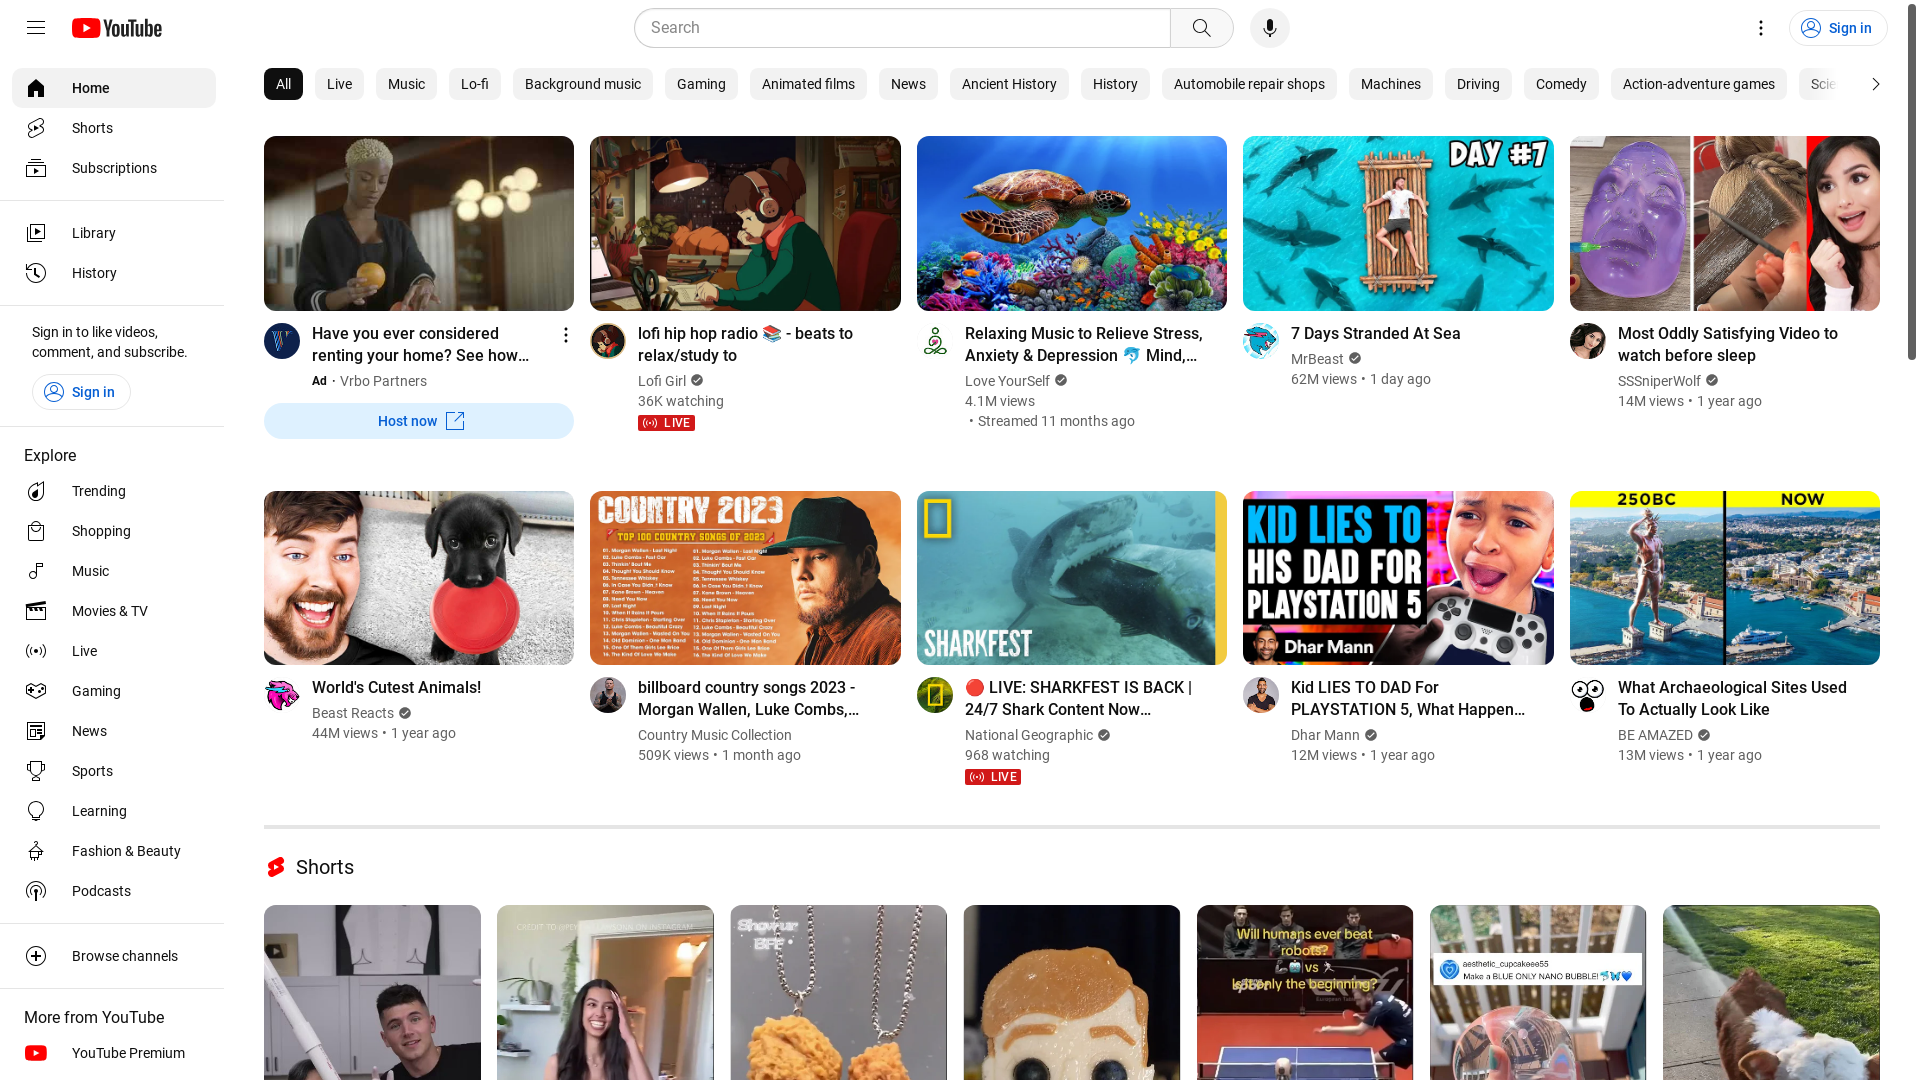 YouTube
Search
Sign in
Home
Shorts
Subscriptions
Library
History
Sign in to like videos,
comment, and subscribe.
Sign in
Explore
Trending
Shopping
Music
Movies & TV
Live
Gaming
News
Sports
Learning
Fashion & Beauty
Podcasts
Browse channels
More from YouTube
YouTube Premium
All
Live
Music
Lo-fi
Background music
Gaming
Animated films
News
Ancient History
History
Automobile repair shops
Machines
Driving
Comedy
Action-adventure games
Scie
Have you ever considered
renting your home? See how...
Ad · Vrbo Partners
Host now
lofi hip hop radio 📚 - beats to
relax/study to
Lofi Girl
36K watching
LIVE
Relaxing Music to Relieve Stress,
Anxiety & Depression 🐬 Mind,...
Love YourSelf
4.1M views
• Streamed 11 months ago
DAY #7
7 Days Stranded At Sea
MrBeast
62M views • 1 day ago
Most Oddly Satisfying Video to
watch before sleep
SSSniperWolf
14M views • 1 year ago
World's Cutest Animals!
Beast Reacts
44M views • 1 year ago
COUNTRY 2023
TOP 100 COUNTRY SONGS OF 2023
billboard country songs 2023 -
Morgan Wallen, Luke Combs,...
Country Music Collection
509K views • 1 month ago
SHARKFEST
🔴 LIVE: SHARKFEST IS BACK |
24/7 Shark Content Now...
National Geographic
968 watching
LIVE
KID LIES TO
HIS DAD FOR
PLAYSTATION 5
Dhar Mann
Kid LIES TO DAD For
PLAYSTATION 5, What Happen...
Dhar Mann
12M views • 1 year ago
250BC
NOW
What Archaeological Sites Used
To Actually Look Like
BE AMAZED
13M views • 1 year ago
Shorts
Show ur
BFF
Will humans ever beat
robots?
🦾🤖 vs 🏃
Is it only the beginning?
aesthetic_cupcakeee55
Make a BLUE ONLY NANO BUBBLE!🐬🦋💙